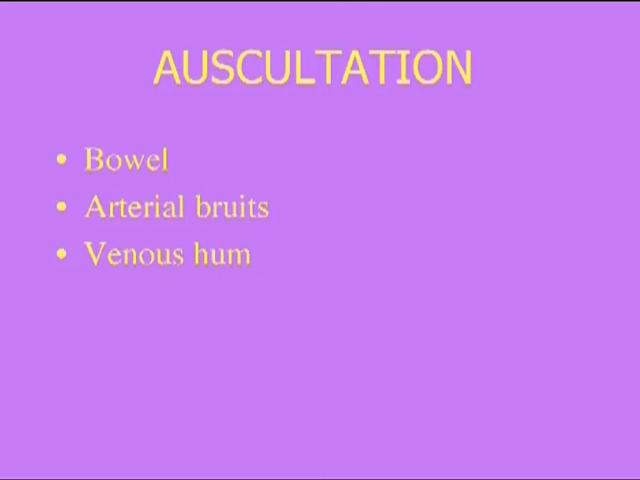 AUSCULTATION
• Bowel
• Arterial bruits
• Venous hum